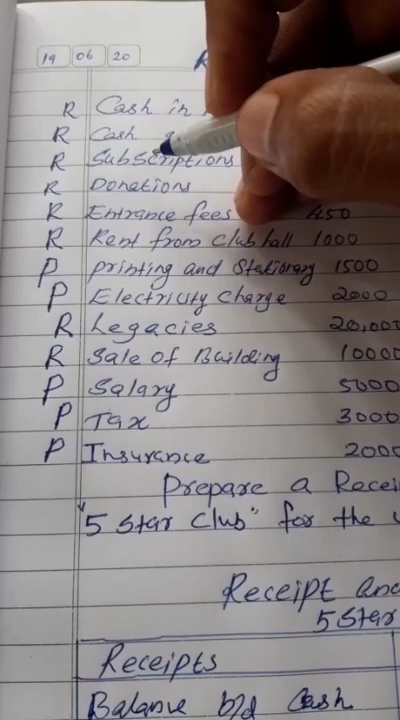 19 06 20 R
R Cash in
R Cash
R Subscriptions
R Donations
R Entrance fees 450
R Rent from Club hall 1000
P printing and Stationary 1500
P Electricity Charge 2000
R Legacies 20,000
R Sale of Building 10000
P Salary 5000
P Tax 3000
P Insurance 2000
Prepare a Recei
"5 Star Club" for the
Receipt and
5 Star
Receipts
Balance b/d Cash